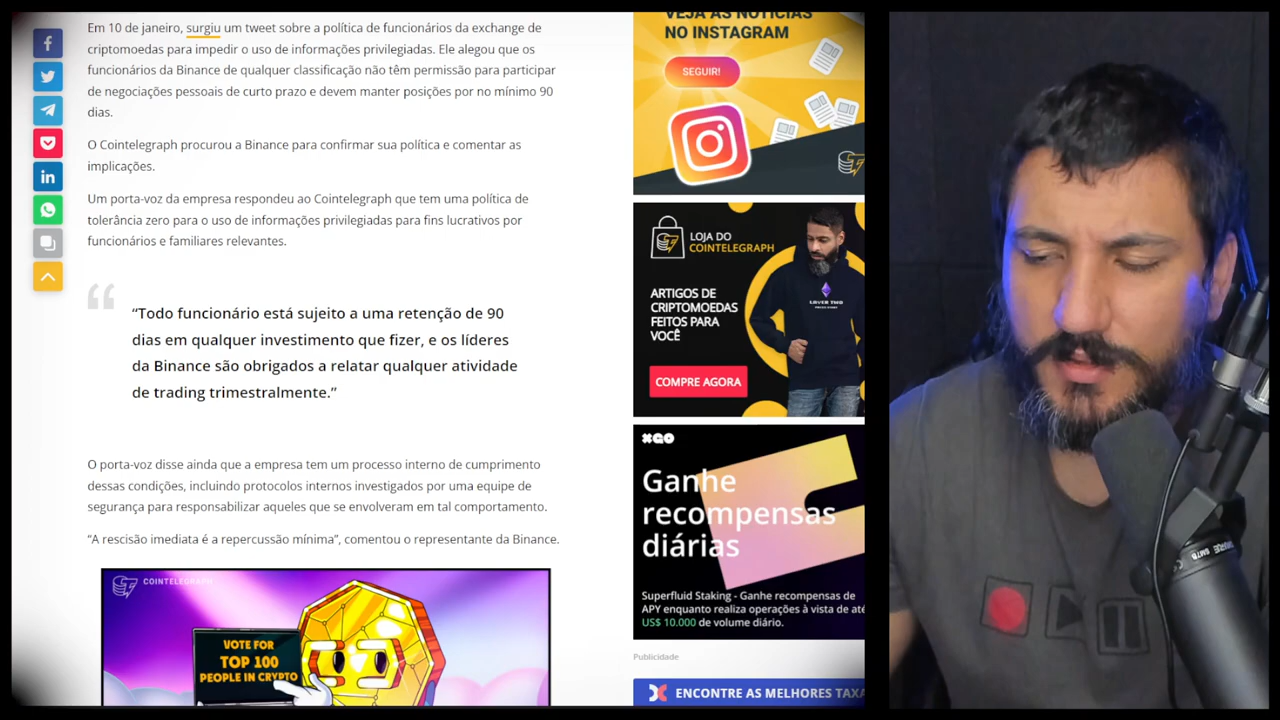 Em 10 de janeiro, surgiu um tweet sobre a política de funcionários da exchange de
criptomoedas para impedir o uso de informações privilegiadas. Ele alegou que os
funcionários da Binance de qualquer classificação não têm permissão para participar
de negociações pessoais de curto prazo e devem manter posições por no mínimo 90
dias.
O Cointelegraph procurou a Binance para confirmar sua política e comentar as
implicações.
Um porta-voz da empresa respondeu ao Cointelegraph que tem uma política de
tolerância zero para o uso de informações privilegiadas para fins lucrativos por
funcionários e familiares relevantes.
“Todo funcionário está sujeito a uma retenção de 90
dias em qualquer investimento que fizer, e os líderes
da Binance são obrigados a relatar qualquer atividade
de trading trimestralmente.”
O porta-voz disse ainda que a empresa tem um processo interno de cumprimento
dessas condições, incluindo protocolos internos investigados por uma equipe de
segurança para responsabilizar aqueles que se envolveram em tal comportamento.
“A rescisão imediata é a repercussão mínima”, comentou o representante da Binance.
COINTELEGRAPH
VOTE FOR
TOP 100
PEOPLE IN CRYPTO
VEJA AS NOTÍCIAS
NO INSTAGRAM
SEGUIR!
LOJA DO
COINTELEGRAPH
ARTIGOS DE
CRIPTOMOEDAS
FEITOS PARA
VOCÊ
COMPRE AGORA
LAYER TWO
Ganhe
recompensas
diárias
Superfluid Staking - Ganhe recompensas de
APY enquanto realiza operações à vista de até
US$ 10.000 de volume diário.
Publicidade
ENCONTRE AS MELHORES TAXA
SHURE SM7B